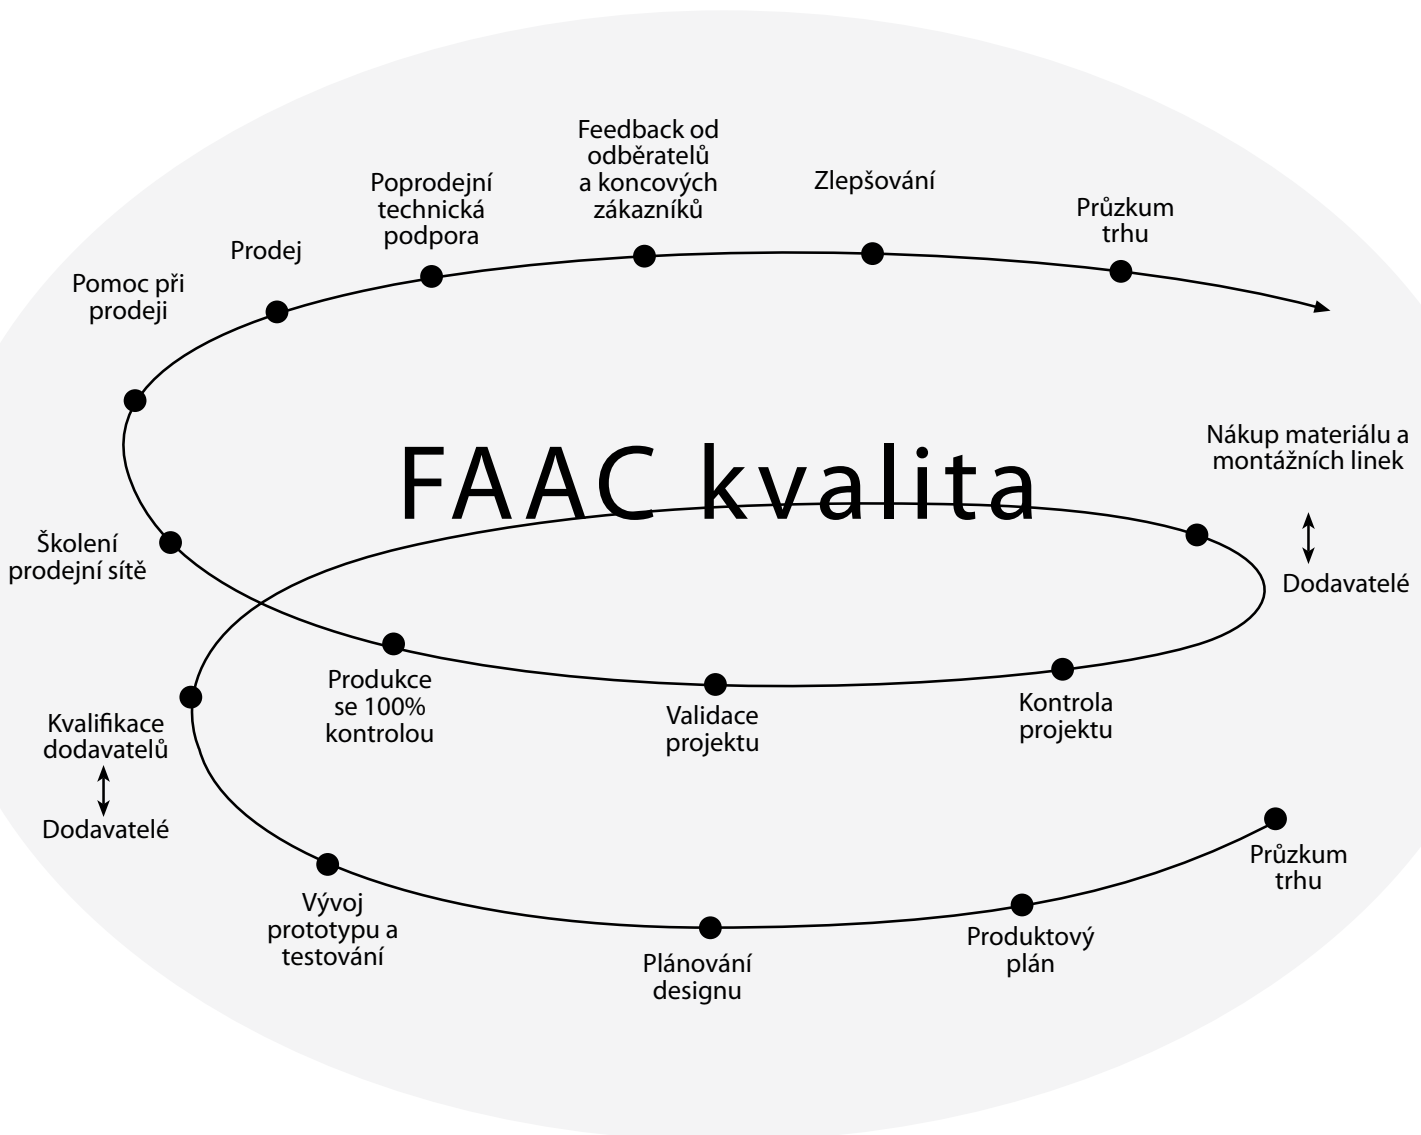 Feedback od
odběratelů
a koncových
zákazníků
Zlepšování
Poprodejní
technická
podpora
Průzkum
trhu
Prodej
Pomoc při
prodeji
Nákup materiálu a
montážních linek
FAAC kvalita
Školení
prodejní sítě
Dodavatelé
Produkce
se 100%
kontrolou
Validace
projektu
Kontrola
projektu
Kvalifikace
dodavatelů
Dodavatelé
Průzkum
trhu
Vývoj
prototypu a
testování
Plánování
designu
Produktový
plán